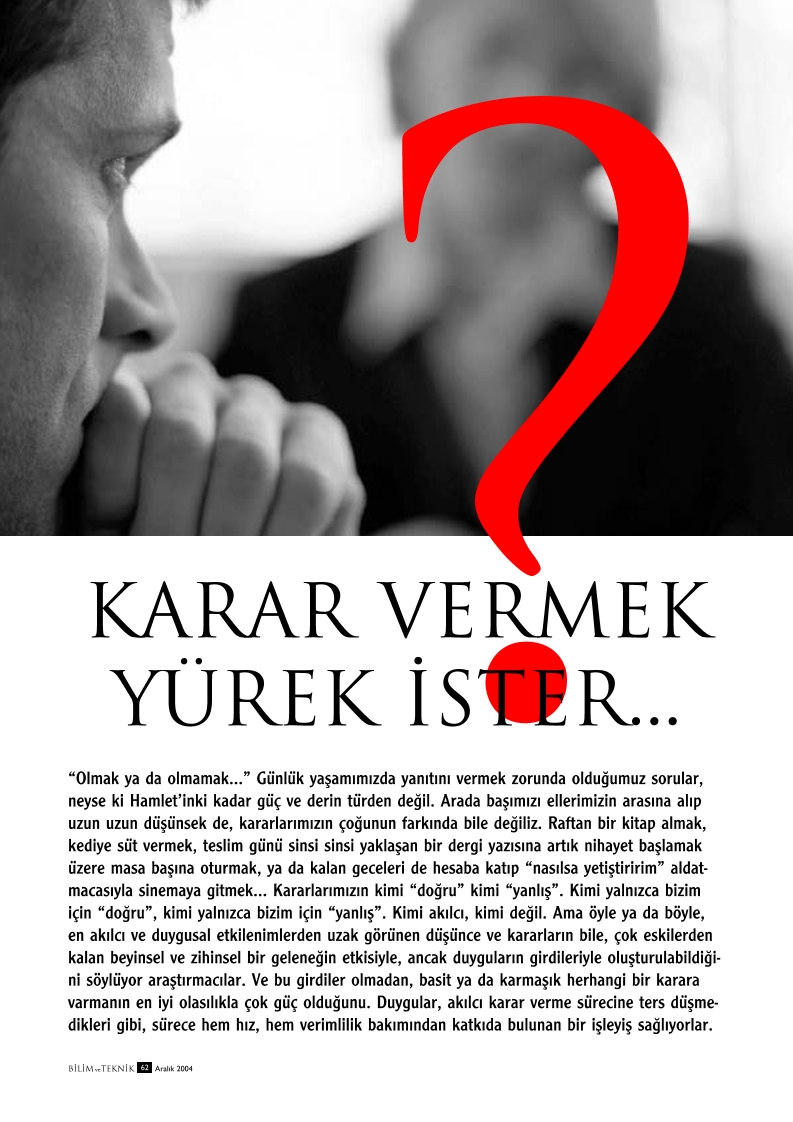 ?
KARAR VERMEK
YÜREK İSTER...
“Olmak ya da olmamak...” Günlük yaşamımızda yanıtını vermek zorunda olduğumuz sorular,
neyse ki Hamlet’inki kadar güç ve derin türden değil. Arada başımızı ellerimizin arasına alıp
uzun uzun düşünsek de, kararlarımızın çoğunun farkında bile değiliz. Raftan bir kitap almak,
kediye süt vermek, teslim günü sinsi sinsi yaklaşan bir dergi yazısına artık nihayet başlamak
üzere masa başına oturmak, ya da kalan geceleri de hesaba katıp “nasılsa yetiştiririm” aldat-
macasıyla sinemaya gitmek... Kararlarımızın kimi “doğru” kimi “yanlış”. Kimi yalnızca bizim
için “doğru”, kimi yalnızca bizim için “yanlış”. Kimi akılcı, kimi değil. Ama öyle ya da böyle,
en akılcı ve duygusal etkilenimlerden uzak görünen düşünce ve kararların bile, çok eskilerden
kalan beyinsel ve zihinsel bir geleneğin etkisiyle, ancak duyguların girdileriyle oluşturulabildiği-
ni söylüyor araştırmacılar. Ve bu girdiler olmadan, basit ya da karmaşık herhangi bir karara
varmanın en iyi olasılıkla çok güç olduğunu. Duygular, akılcı karar verme sürecine ters düşme-
dikleri gibi, sürece hem hız, hem verimlilik bakımından katkıda bulunan bir işleyiş sağlıyorlar.
BİLİM ve TEKNİK 62 Aralık 2004